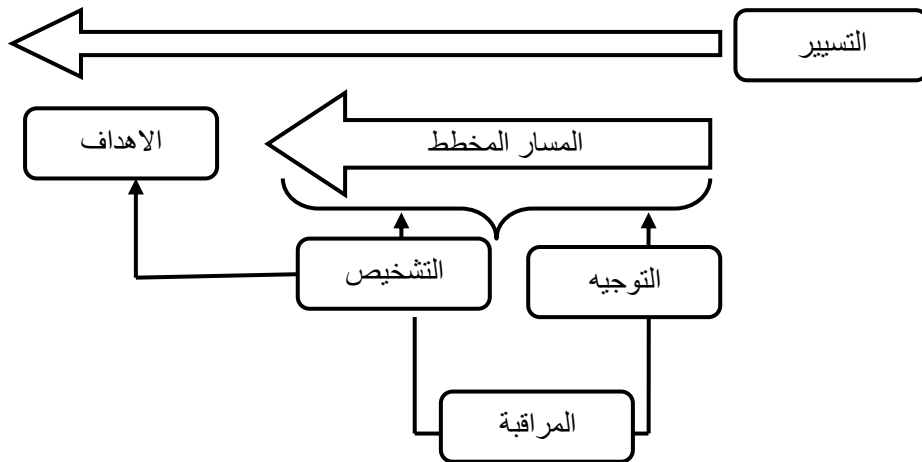 التسيير
المسار المخطط
الاهداف
التوجيه
التشخيص
المراقبة